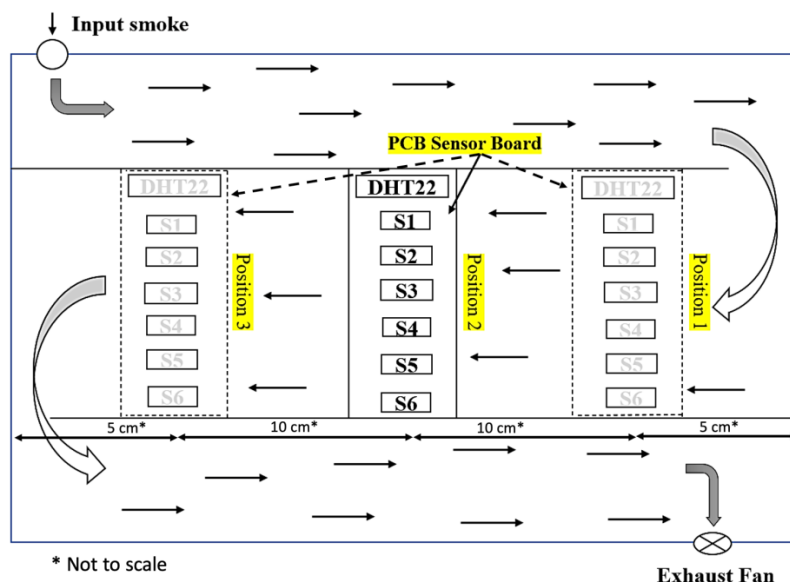 Input smoke
PCB Sensor Board
DHT22
S1
S2
S3
S4
S5
S6
Position 3
DHT22
S1
S2
S3
S4
S5
S6
Position 2
DHT22
S1
S2
S3
S4
S5
S6
Position 1
5 cm*
10 cm*
10 cm*
5 cm*
* Not to scale
Exhaust Fan